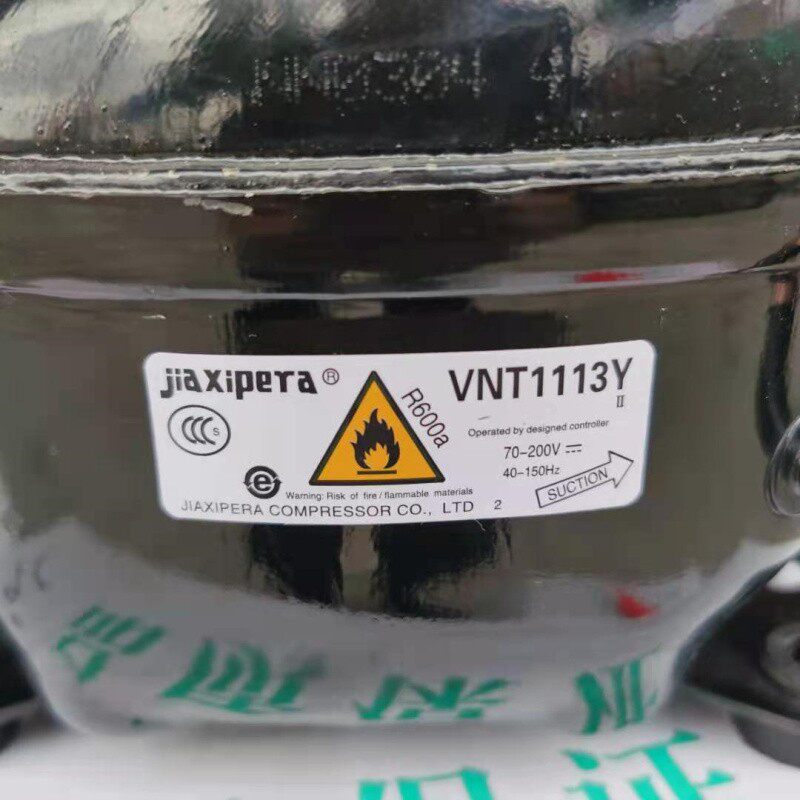 jiaxipera®
VNT1113Y
II
R600a
CCC S
Operated by designed controller
70-200V ⎓
40-150Hz
SUCTION
e
Warning: Risk of fire/flammable materials
JIAXIPERA COMPRESSOR CO., LTD 2